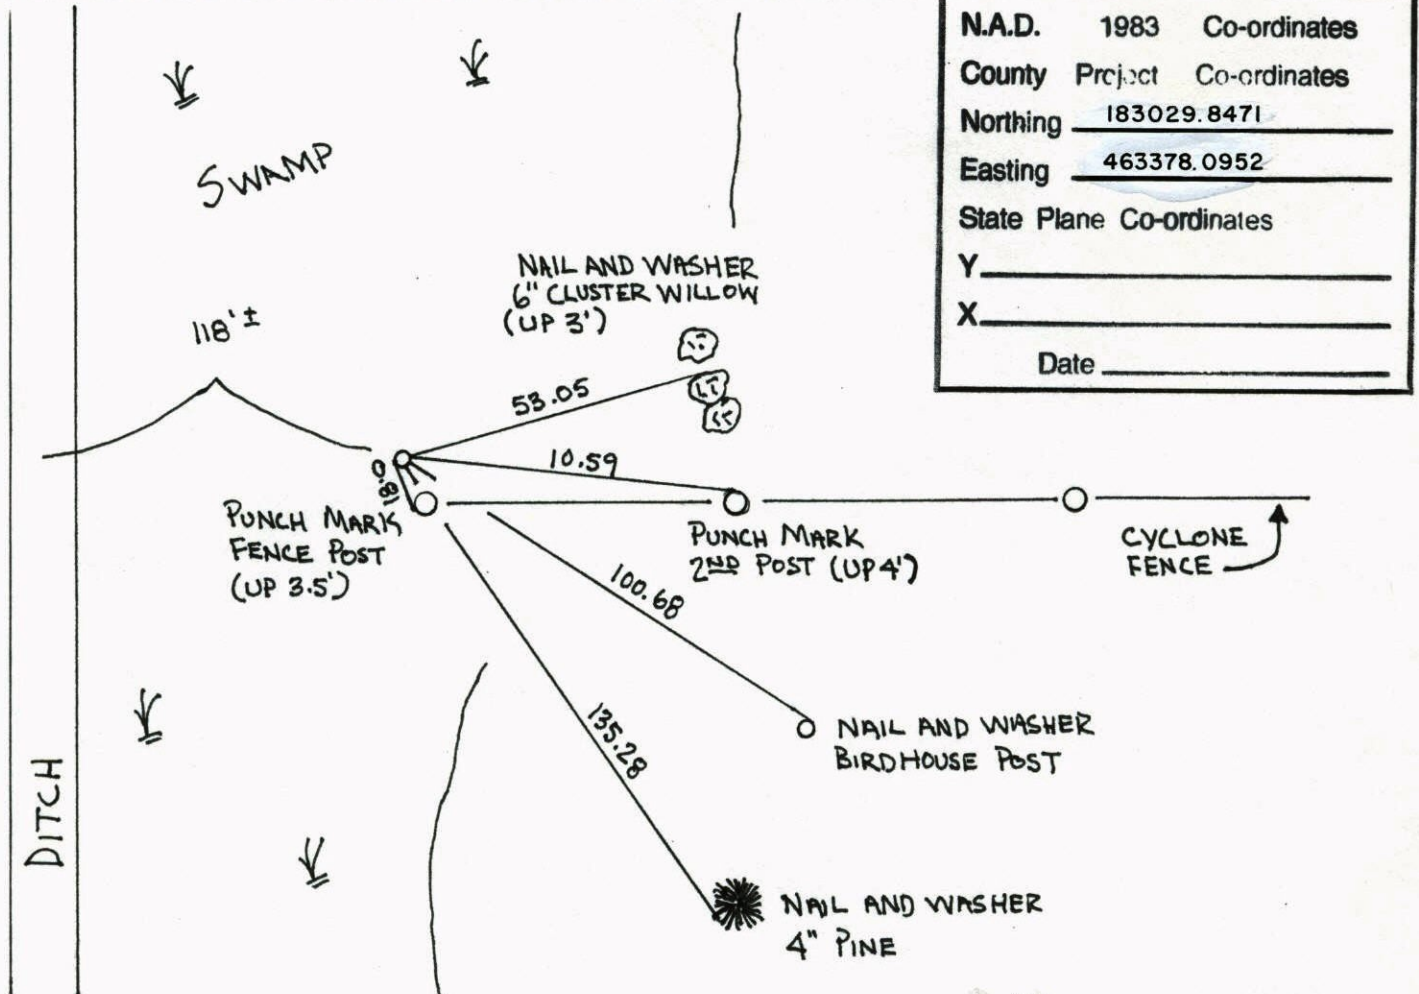 N.A.D. 1983 Co-ordinates
County Project Co-ordinates
Northing 183029.8471
Easting 463378.0952
State Plane Co-ordinates
Y
X
Date
SWAMP
NAIL AND WASHER
6" CLUSTER WILLOW
(UP 3')
118'±
53.05
10.59
0.81
PUNCH MARK
FENCE POST
(UP 3.5')
PUNCH MARK
2ND POST (UP 4')
CYCLONE
FENCE
100.68
135.28
NAIL AND WASHER
BIRDHOUSE POST
DITCH
NAIL AND WASHER
4" PINE